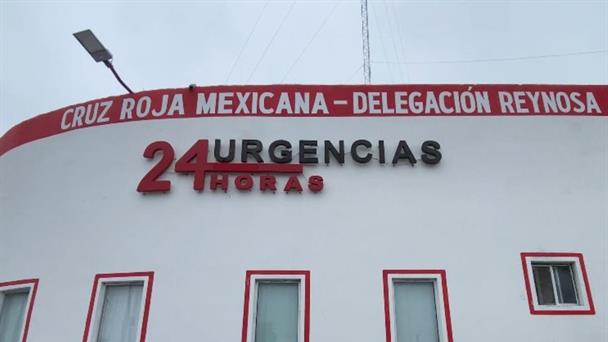 CRUZ ROJA MEXICANA – DELEGACIÓN REYNOSA
24 URGENCIAS
HORAS